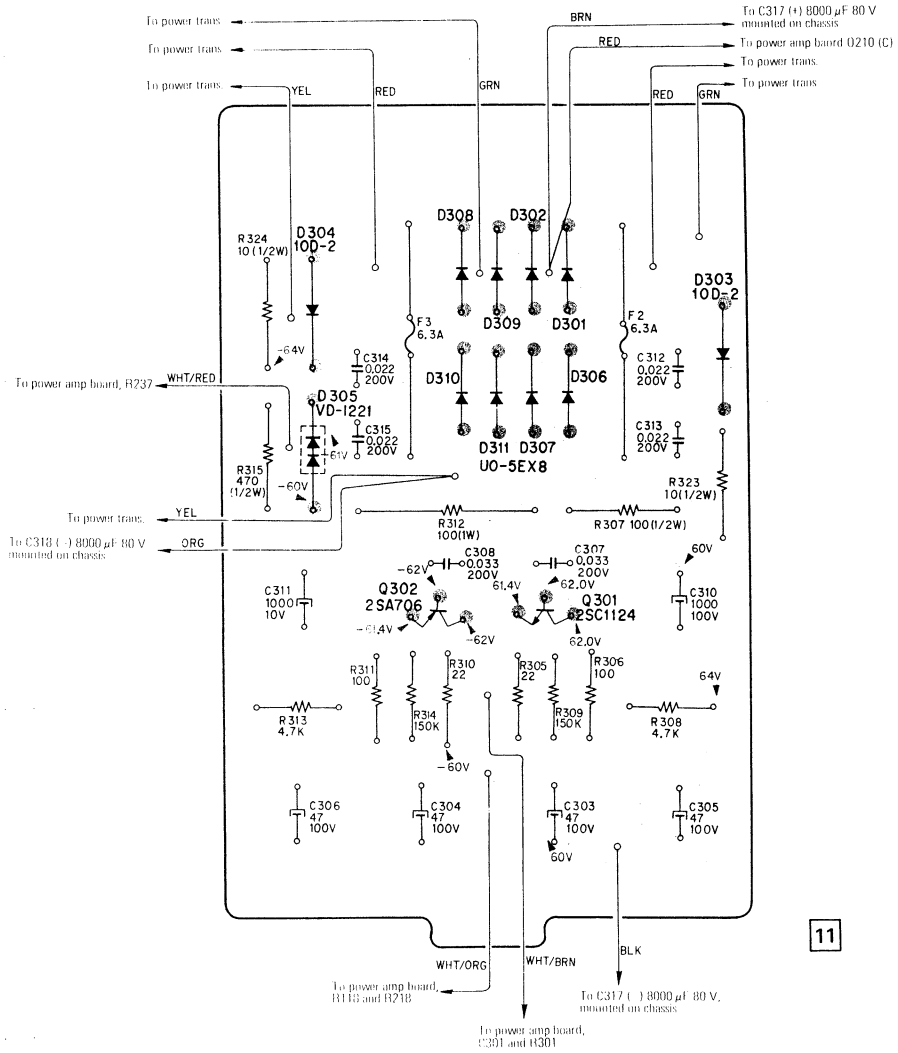 To power trans
BRN
To C317 (+) 8000 µF 80 V
mounted on chassis
To power trans
RED
To power amp baord Q210 (C)
To power trans.
To power trans
YEL
RED
GRN
RED
GRN
To power trans
D308
D302
R324
10 (1/2W)
D304
10D-2
D303
10D-2
F3
6.3A
D309
D301
F2
6.3A
-64V
C314
0.022
200V
C312
0.022
200V
To power amp board, R237
WHT/RED
D310
D306
D305
VD-1221
C315
0.022
200V
C313
0.022
200V
-61V
D311
D307
UO-5EX8
R315
470
(1/2W)
-60V
R323
10(1/2W)
To power trans.
YEL
R312
100(1W)
R307 100(1/2W)
To C318 (-) 8000 µF 80 V
mounted on chassis
ORG
60V
C308
0.033
200V
C307
0.033
200V
-62V
61.4V
62.0V
C311
1000
10V
Q302
2SA706
Q301
2SC1124
C310
1000
100V
-61.4V
-62V
62.0V
R311
100
R310
22
R305
22
R306
100
64V
R314
150K
R309
150K
R313
4.7K
R308
4.7K
-60V
C306
47
100V
C304
47
100V
C303
47
100V
C305
47
100V
60V
11
WHT/ORG
WHT/BRN
BLK
To power amp board,
R118 and R218
To C317 (-) 8000 µF 80 V,
mounted on chassis
To power amp board,
C301 and R301